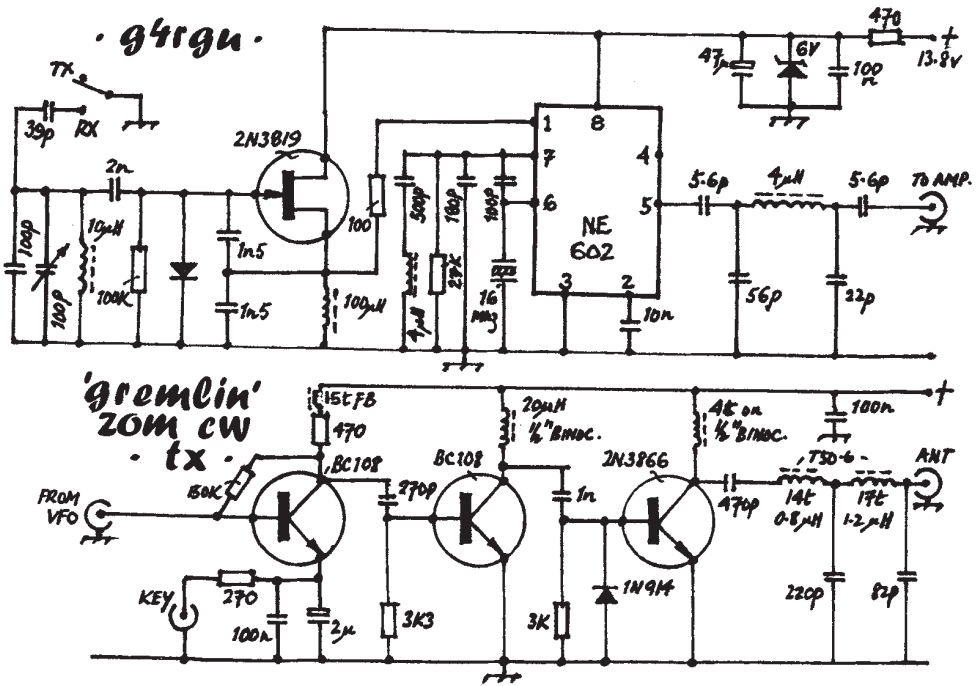 · g4rgu ·
TX
39p
RX
2N3819
2n
100p
100p
10µH
100K
1n5
1n5
100
100µH
500p
4µH
27K
180p
100p
16
MHz
1
8
7
4
6
5
NE
602
3
2
10n
47µ
6V
100
n
470
+
13.8v
5.6p
4µH
5.6p
TO AMP.
56p
22p
'gremlin'
20m cw
· tx ·
15t FB
470
150K
BC108
FROM
VFO
KEY
270
100n
2µ
270p
3K3
BC108
20µH
½" BINOC.
1n
3K
1N914
2N3866
4t on
½" BINOC.
470p
+
100n
T50-6
14t
0.8µH
17t
1.2µH
ANT
220p
82p